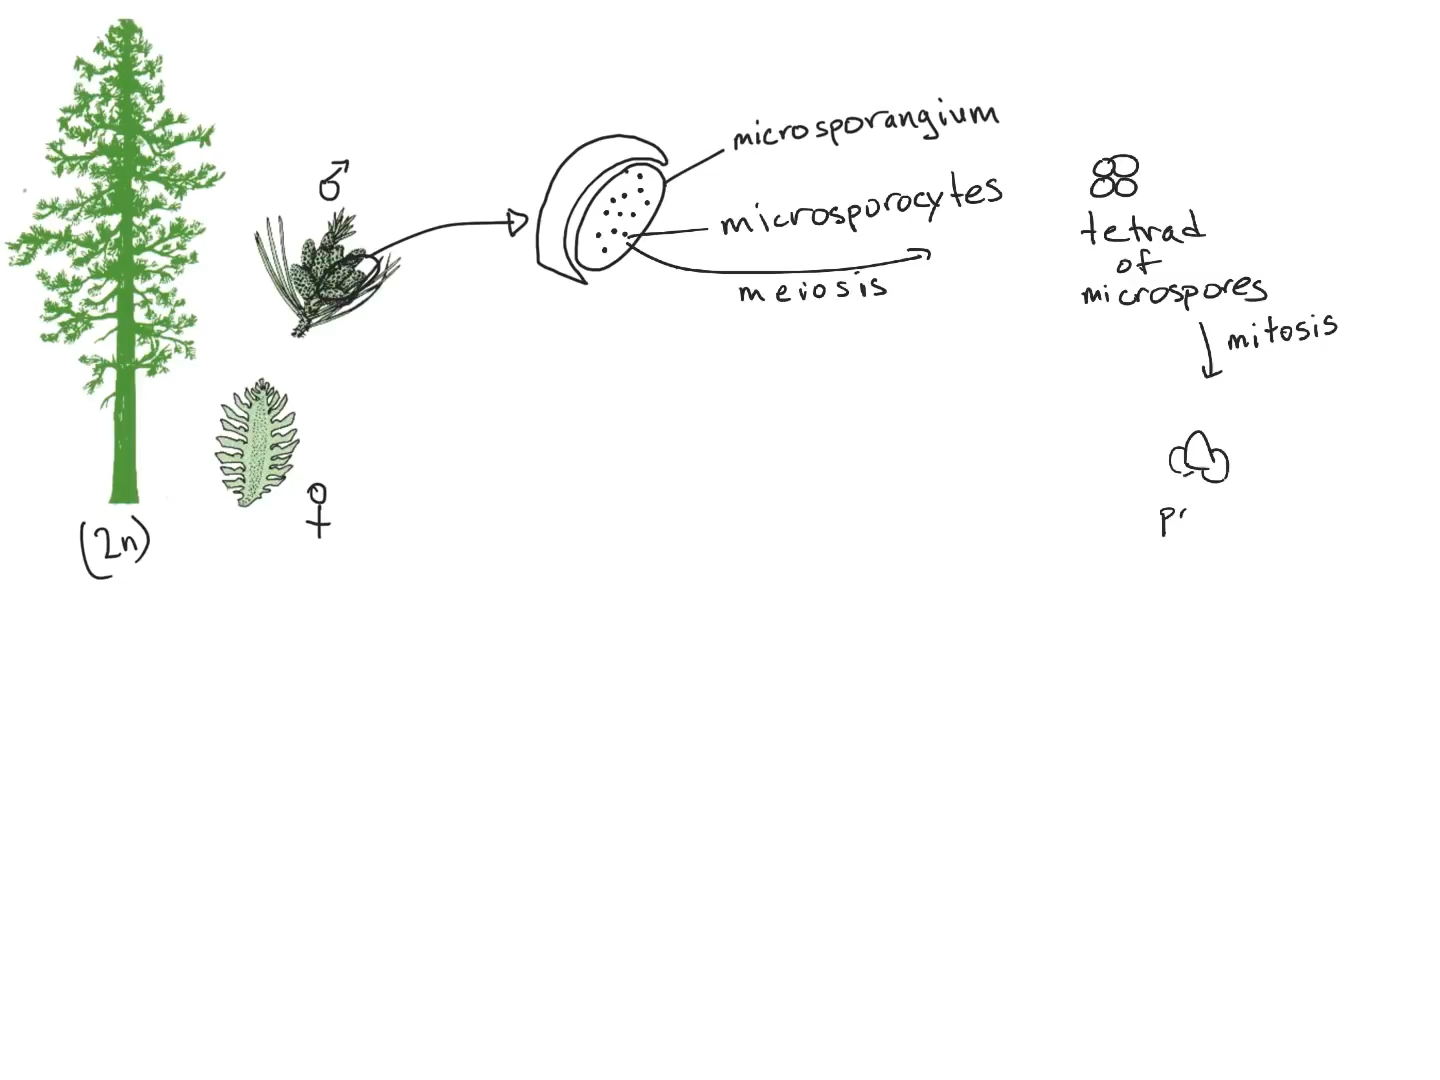 microsporangium
microsporocytes
meiosis
tetrad
of
microspores
mitosis
(2n)